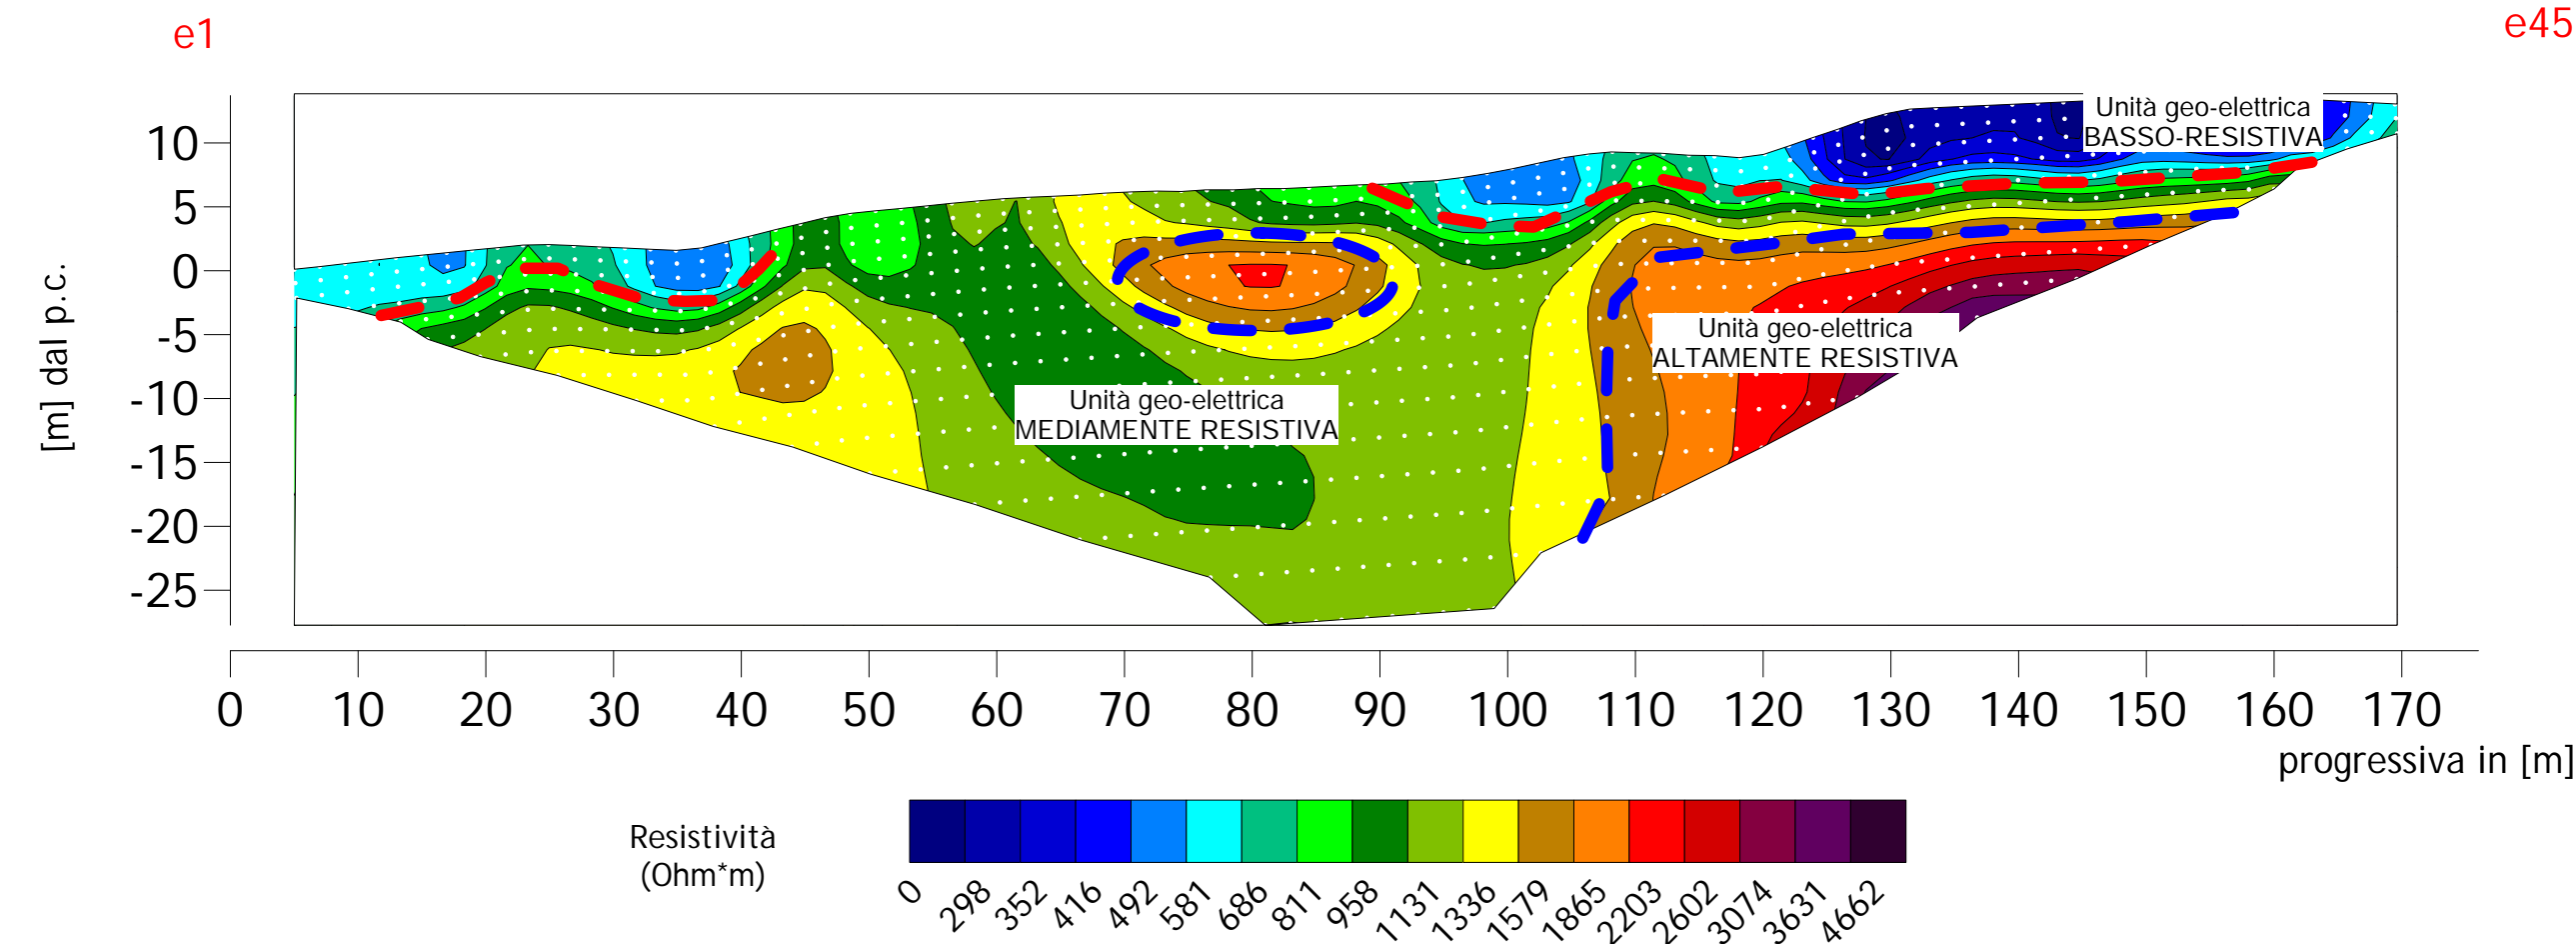 e1
e45
Unità geo-elettrica
BASSO-RESISTIVA
10
5
0
-5
-10
-15
-20
-25
[m] dal p.c.
Unità geo-elettrica
ALTAMENTE RESISTIVA
Unità geo-elettrica
MEDIAMENTE RESISTIVA
0 10 20 30 40 50 60 70 80 90 100 110 120 130 140 150 160 170
progressiva in [m]
Resistività
(Ohm*m)
0 298 352 416 492 581 686 811 958 1131 1336 1579 1865 2203 2602 3074 3631 4662